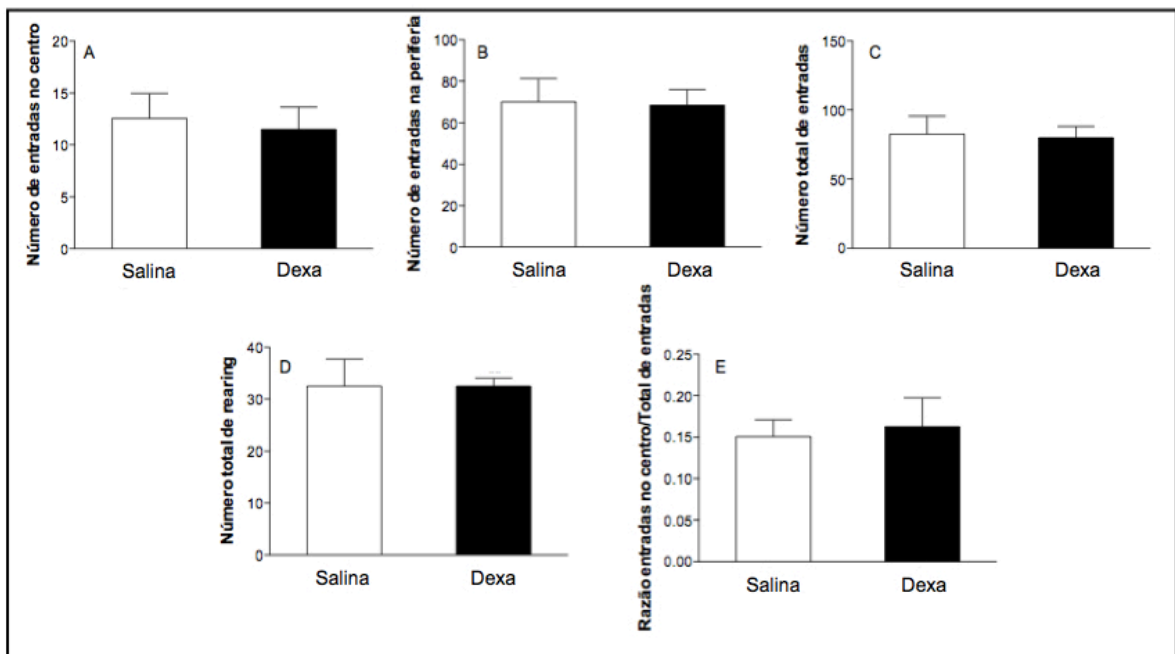 A
Número de entradas no centro
20
15
10
5
0
Salina
Dexa
B
Número de entradas na periferia
100
80
60
40
20
0
Salina
Dexa
C
Número total de entradas
150
100
50
0
Salina
Dexa
D
Número total de rearing
40
30
20
10
0
Salina
Dexa
E
Razão entradas no centro/Total de entradas
0.25
0.20
0.15
0.10
0.05
0.00
Salina
Dexa